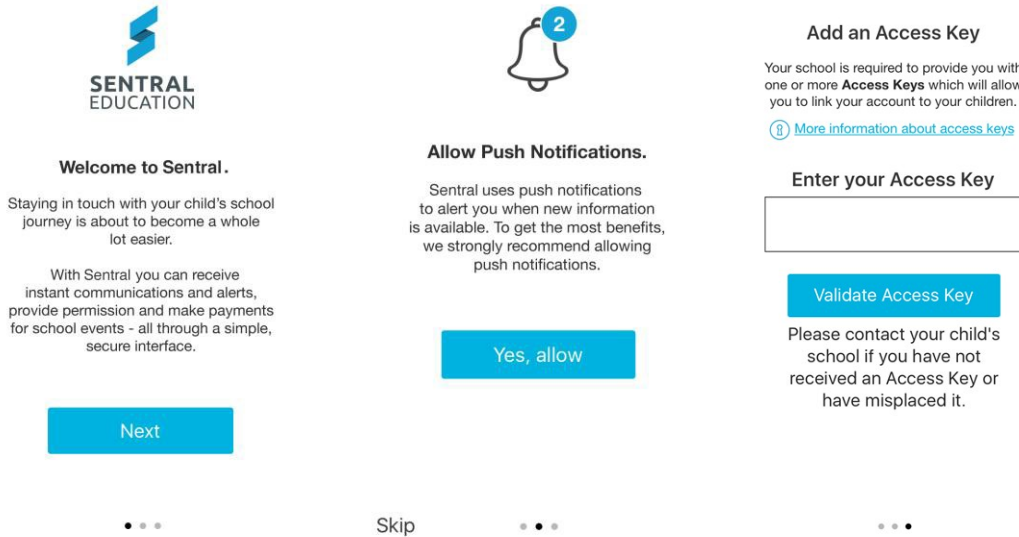 SENTRAL
EDUCATION
Welcome to Sentral.
Staying in touch with your child's school
journey is about to become a whole
lot easier.
With Sentral you can receive
instant communications and alerts,
provide permission and make payments
for school events - all through a simple,
secure interface.
Next
2
Allow Push Notifications.
Sentral uses push notifications
to alert you when new information
is available. To get the most benefits,
we strongly recommend allowing
push notifications.
Yes, allow
Skip
Add an Access Key
Your school is required to provide you with
one or more Access Keys which will allow
you to link your account to your children.
More information about access keys
Enter your Access Key
Validate Access Key
Please contact your child's
school if you have not
received an Access Key or
have misplaced it.